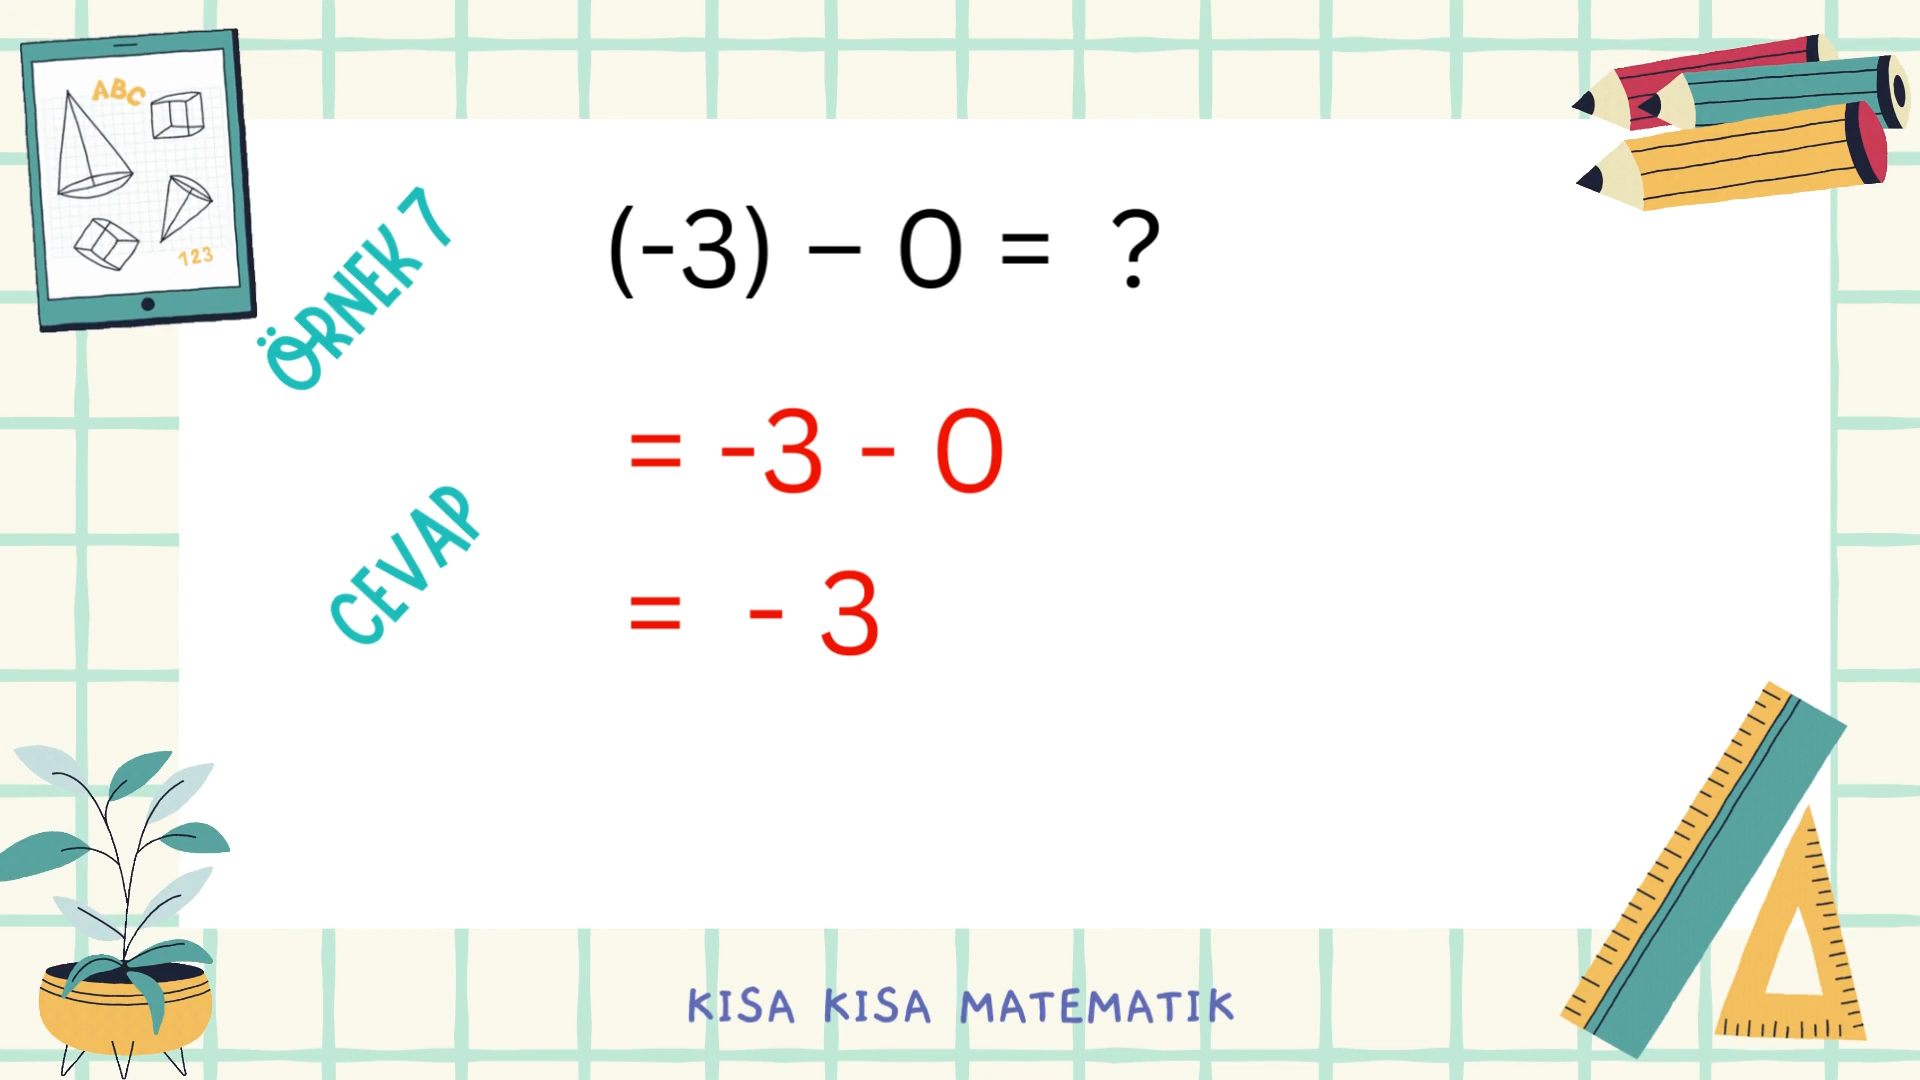 ABC
123
ÖRNEK 7
(-3) – 0 = ?
= -3 - 0
CEVAP
= - 3
KISA KISA MATEMATIK